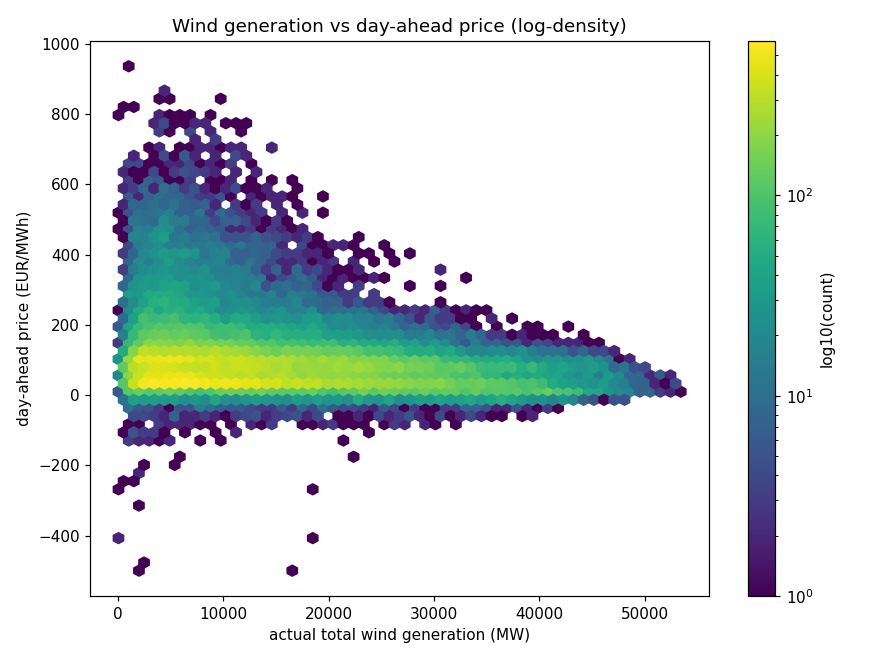 Wind generation vs day-ahead price (log-density)
1000
800
600
400
200
0
−200
−400
day-ahead price (EUR/MWh)
0 10000 20000 30000 40000 50000
actual total wind generation (MW)
10²
10¹
10⁰
log10(count)